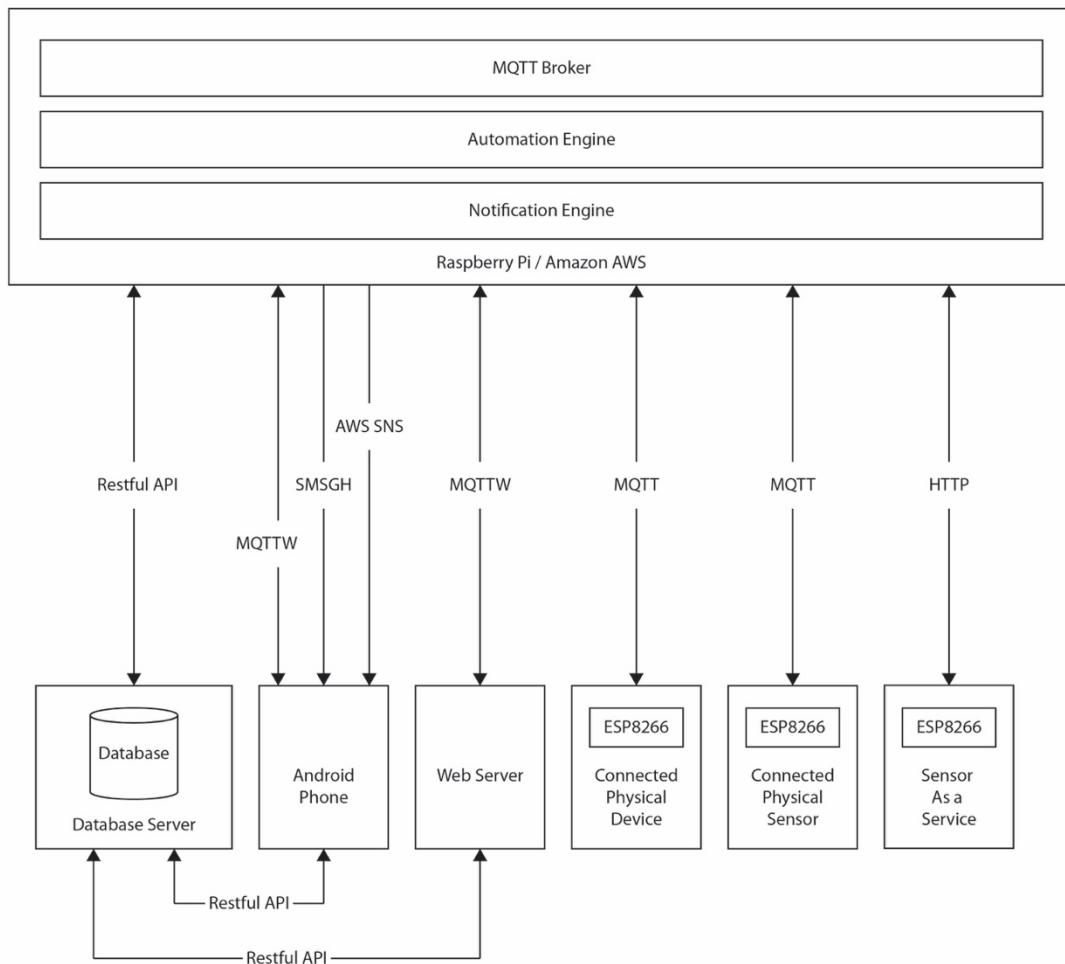 MQTT Broker
Automation Engine
Notification Engine
Raspberry Pi / Amazon AWS
AWS SNS
Restful API
SMSGH
MQTTW
MQTT
MQTT
HTTP
MQTTW
Database
Database Server
Android
Phone
Web Server
ESP8266
Connected
Physical
Device
ESP8266
Connected
Physical
Sensor
ESP8266
Sensor
As a
Service
Restful API
Restful API